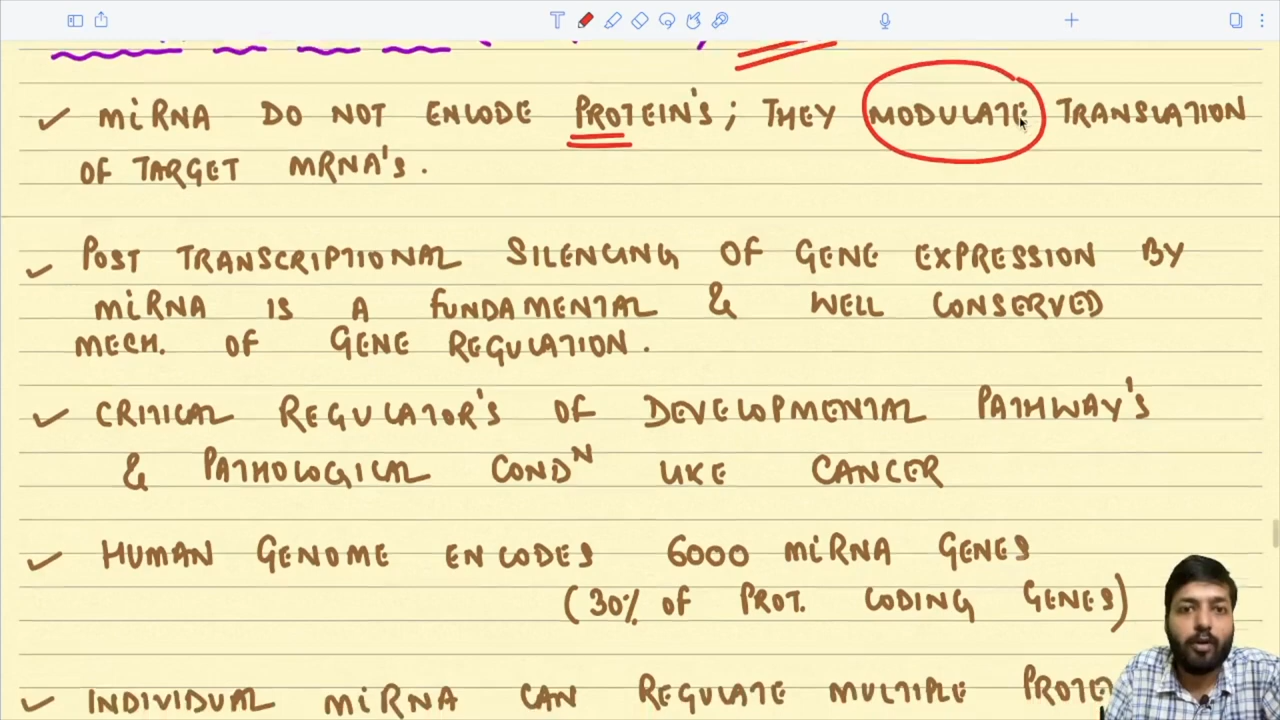 ✓ miRNA DO NOT ENCODE PROTEIN'S; THEY MODULATE TRANSLATION
OF TARGET MRNA's.
✓ POST TRANSCRIPTIONAL SILENCING OF GENE EXPRESSION BY
miRNA IS A FUNDAMENTAL & WELL CONSERVED
MECH. OF GENE REGULATION.
✓ CRITICAL REGULATOR'S OF DEVELOPMENTAL PATHWAY'S
& PATHOLOGICAL COND^N LIKE CANCER
✓ HUMAN GENOME ENCODES 6000 miRNA GENES
(30% OF PROT. CODING GENES)
✓ INDIVIDUAL miRNA CAN REGULATE MULTIPLE